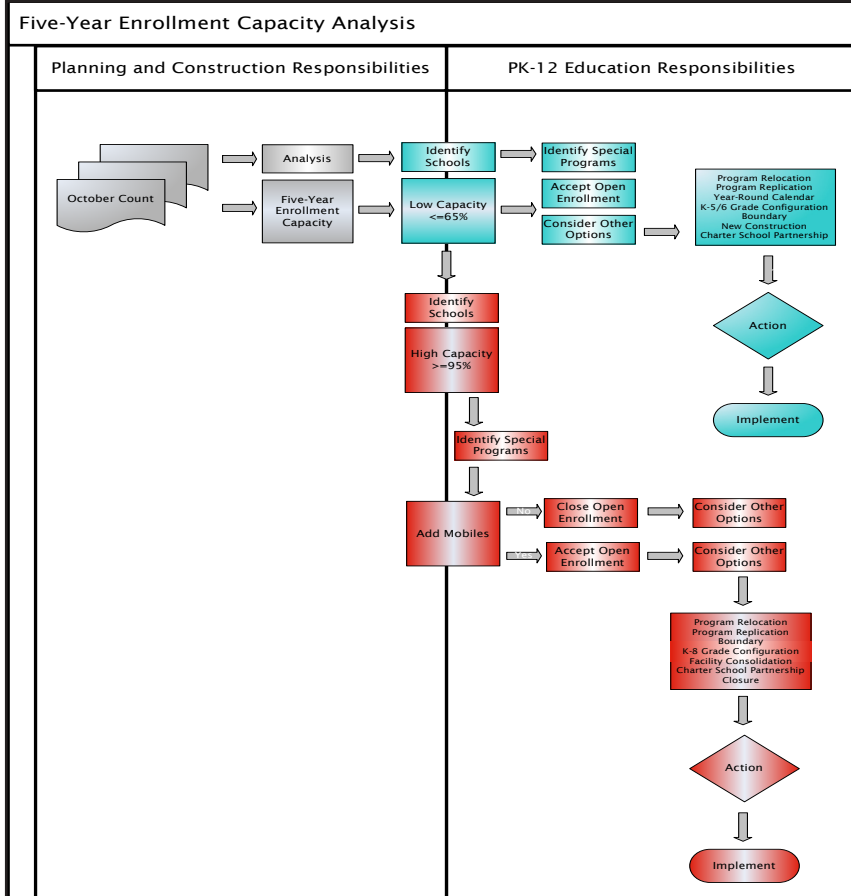 Five-Year Enrollment Capacity Analysis
Planning and Construction Responsibilities
PK-12 Education Responsibilities
October Count
Analysis
Five-Year
Enrollment
Capacity
Identify
Schools
Low Capacity
<=65%
Identify Special
Programs
Accept Open
Enrollment
Consider Other
Options
Program Relocation
Program Replication
Year-Round Calendar
K-5/6 Grade Configuration
Boundary
New Construction
Charter School Partnership
Action
Implement
Identify
Schools
High Capacity
>=95%
Identify Special
Programs
Add Mobiles
No
Close Open
Enrollment
Consider Other
Options
Yes
Accept Open
Enrollment
Consider Other
Options
Program Relocation
Program Replication
Boundary
K-8 Grade Configuration
Facility Consolidation
Charter School Partnership
Closure
Action
Implement